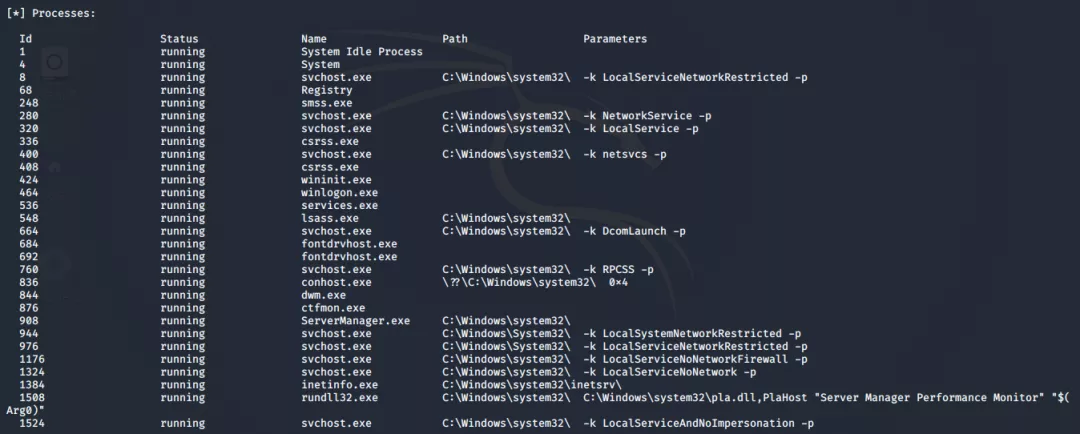 [*] Processes:
Id Status Name Path Parameters
1 running System Idle Process
4 running System
8 running svchost.exe C:\Windows\system32\ -k LocalServiceNetworkRestricted -p
68 running Registry
248 running smss.exe
280 running svchost.exe C:\Windows\system32\ -k NetworkService -p
320 running svchost.exe C:\Windows\system32\ -k LocalService -p
336 running csrss.exe
400 running svchost.exe C:\Windows\system32\ -k netsvcs -p
408 running csrss.exe
424 running wininit.exe
464 running winlogon.exe
536 running services.exe
548 running lsass.exe C:\Windows\system32\
664 running svchost.exe C:\Windows\system32\ -k DcomLaunch -p
684 running fontdrvhost.exe
692 running fontdrvhost.exe
760 running svchost.exe C:\Windows\system32\ -k RPCSS -p
836 running conhost.exe \??\C:\Windows\system32\ 0×4
844 running dwm.exe
876 running ctfmon.exe
908 running ServerManager.exe C:\Windows\System32\
944 running svchost.exe C:\Windows\System32\ -k LocalSystemNetworkRestricted -p
976 running svchost.exe C:\Windows\system32\ -k LocalServiceNetworkRestricted -p
1176 running svchost.exe C:\Windows\system32\ -k LocalServiceNoNetworkFirewall -p
1324 running svchost.exe C:\Windows\system32\ -k LocalServiceNoNetwork -p
1384 running inetinfo.exe C:\Windows\system32\inetsrv\
1508 running rundll32.exe C:\Windows\system32\ C:\Windows\system32\pla.dll,PlaHost "Server Manager Performance Monitor" "$(
Arg0)"
1524 running svchost.exe C:\Windows\system32\ -k LocalServiceAndNoImpersonation -p